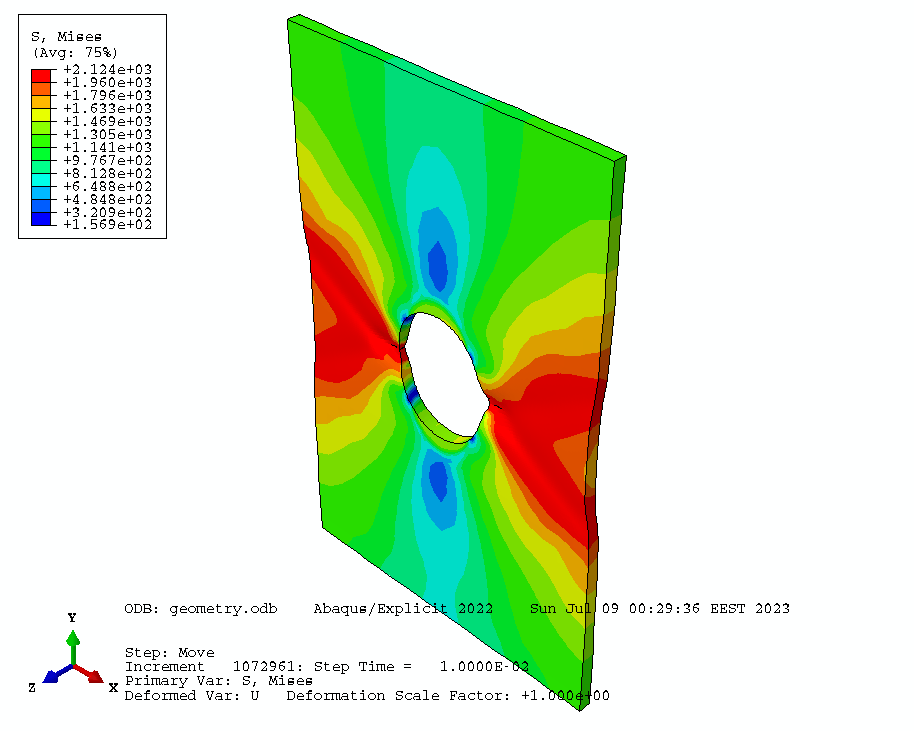 S, Mises
(Avg: 75%)
+2.124e+03
+1.960e+03
+1.796e+03
+1.633e+03
+1.469e+03
+1.305e+03
+1.141e+03
+9.767e+02
+8.128e+02
+6.488e+02
+4.848e+02
+3.209e+02
+1.569e+02
ODB: geometry.odb Abaqus/Explicit 2022 Sun Jul 09 00:29:36 EEST 2023
Y
Z X
Step: Move
Increment 1072961: Step Time = 1.0000E-02
Primary Var: S, Mises
Deformed Var: U Deformation Scale Factor: +1.000e+00